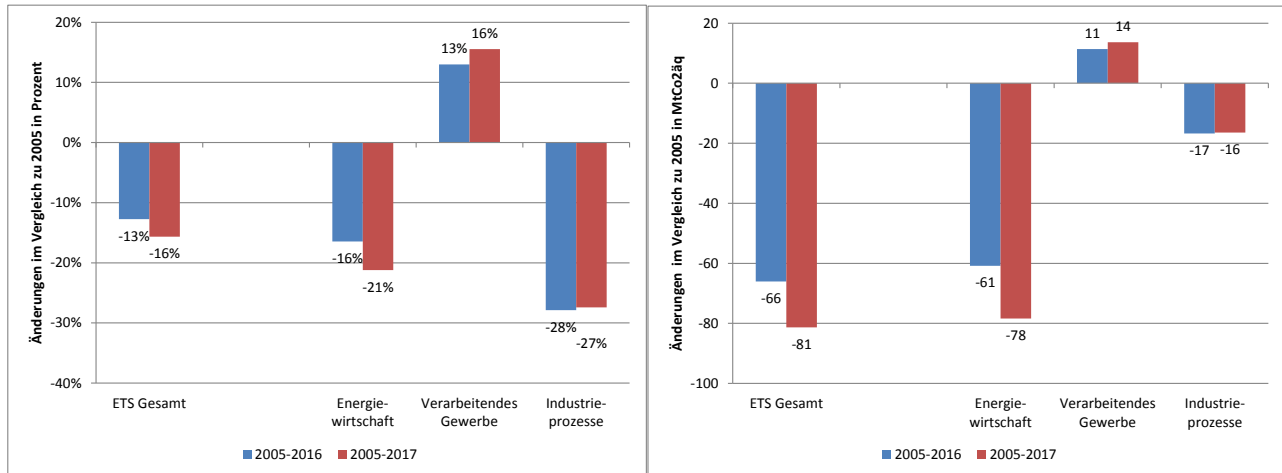 Änderungen im Vergleich zu 2005 in Prozent
20%
10%
0%
-10%
-20%
-30%
-40%
-13%
-16%
-16%
-21%
13%
16%
-28%
-27%
ETS Gesamt
Energie-
wirtschaft
Verarbeitendes
Gewerbe
Industrie-
prozesse
2005-2016
2005-2017
Änderungen im Vergleich zu 2005 in MtCo2äq
20
0
-20
-40
-60
-80
-100
-66
-81
-61
-78
11
14
-17
-16
ETS Gesamt
Energie-
wirtschaft
Verarbeitendes
Gewerbe
Industrie-
prozesse
2005-2016
2005-2017